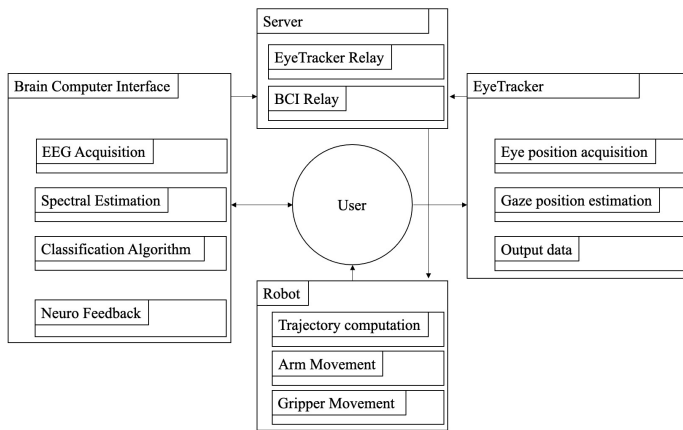 Server
EyeTracker Relay
BCI Relay
Brain Computer Interface
EEG Acquisition
Spectral Estimation
Classification Algorithm
Neuro Feedback
User
EyeTracker
Eye position acquisition
Gaze position estimation
Output data
Robot
Trajectory computation
Arm Movement
Gripper Movement